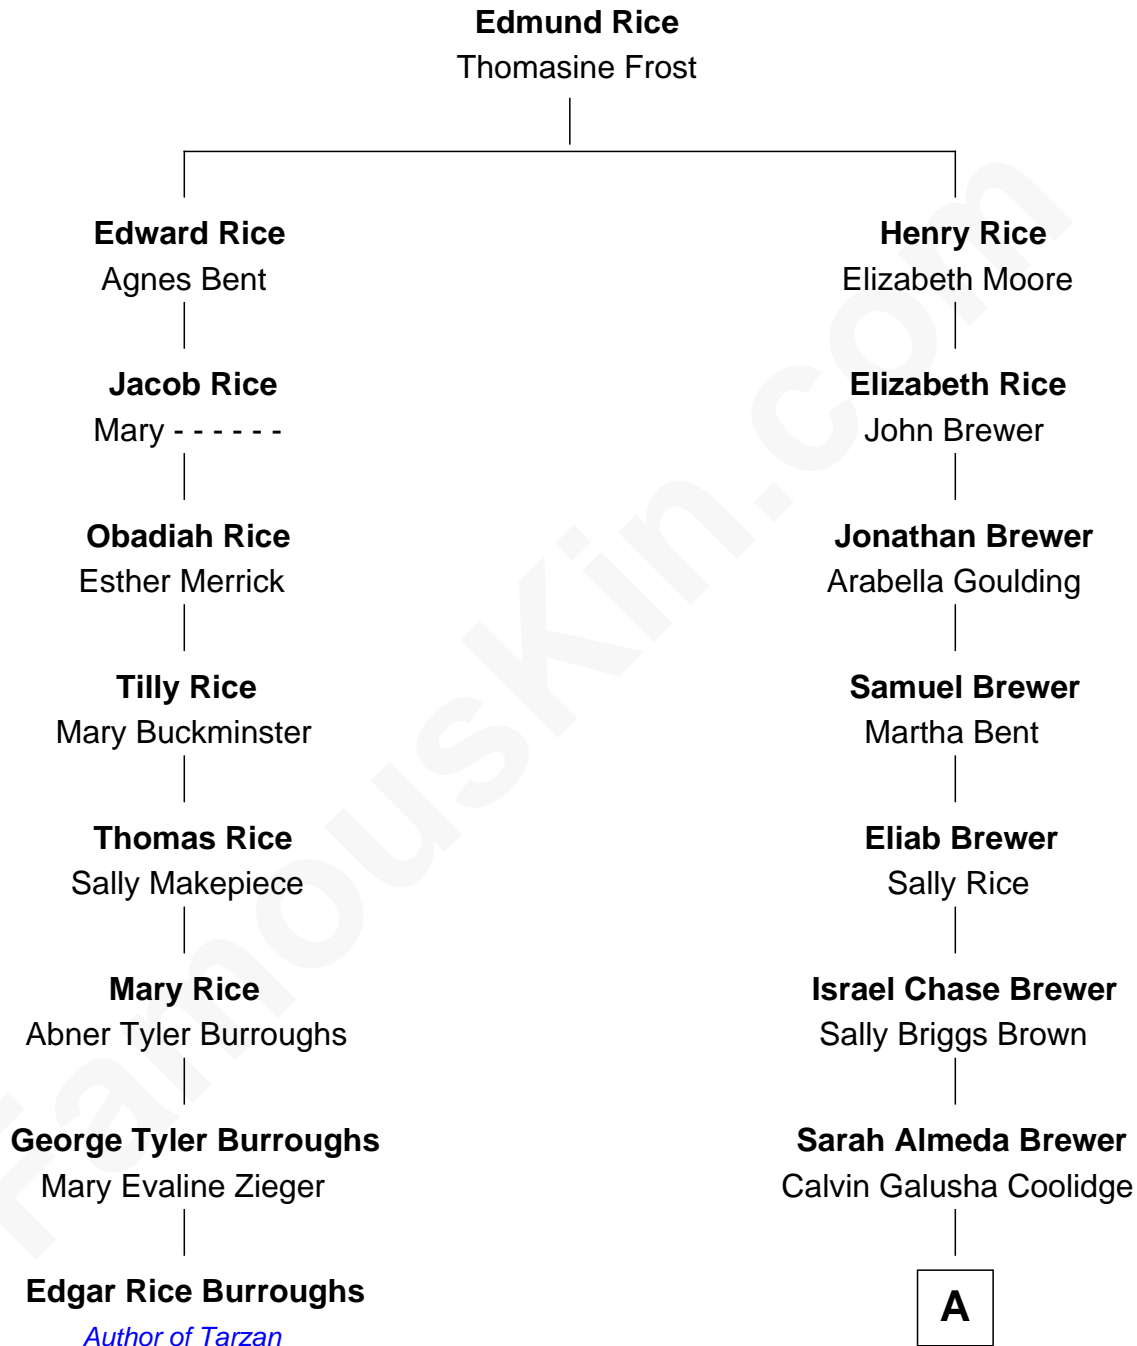 Edmund Rice
Thomasine Frost
Edward Rice
Agnes Bent
Henry Rice
Elizabeth Moore
Jacob Rice
Mary - - - - - -
Elizabeth Rice
John Brewer
Obadiah Rice
Esther Merrick
Jonathan Brewer
Arabella Goulding
Tilly Rice
Mary Buckminster
Samuel Brewer
Martha Bent
Thomas Rice
Sally Makepiece
Eliab Brewer
Sally Rice
Mary Rice
Abner Tyler Burroughs
Israel Chase Brewer
Sally Briggs Brown
George Tyler Burroughs
Mary Evaline Zieger
Sarah Almeda Brewer
Calvin Galusha Coolidge
Edgar Rice Burroughs
Author of Tarzan
A
FamousKin.com